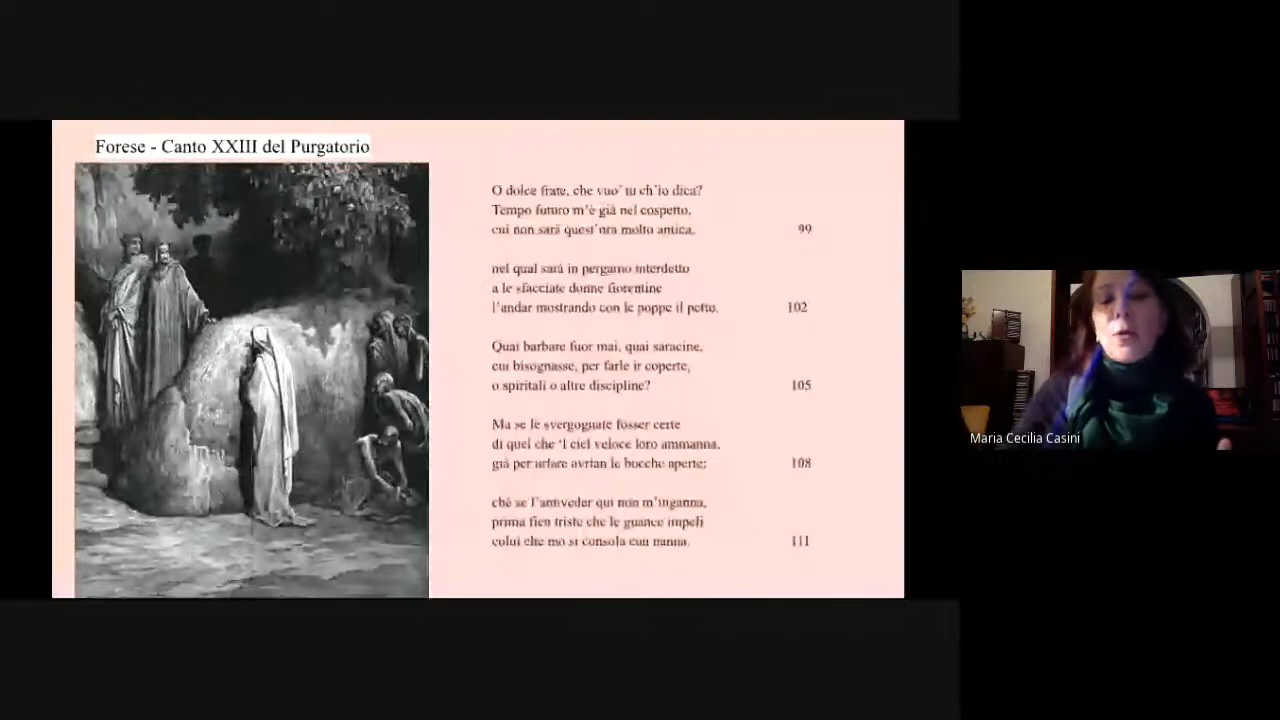 Forese - Canto XXIII del Purgatorio
O dolce frate, che vuo' tu ch'io dica?
Tempo futuro m'è già nel cospetto,
cui non sarà quest'ora molto antica, 99
nel qual sarà in pergamo interdetto
a le sfacciate donne fiorentine
l'andar mostrando con le poppe il petto. 102
Quai barbare fuor mai, quai saracine,
cui bisognasse, per farle ir coperte,
o spiritali o altre discipline? 105
Ma se le svergognate fosser certe
di quel che 'l ciel veloce loro ammanna,
già per urlare avrian le bocche aperte; 108
ché se l'antiveder qui non m'inganna,
prima fien triste che le guance impeli
colui che mo si consola con nanna. 111
Maria Cecilia Casini